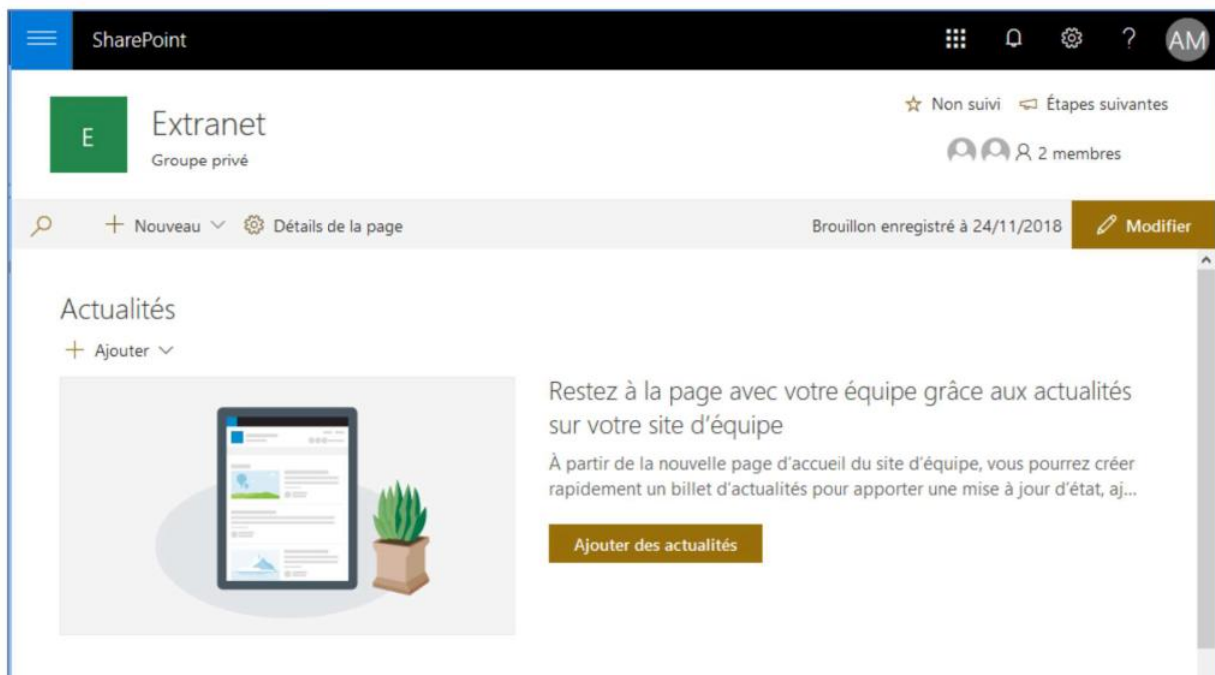 SharePoint
?
AM
E
Extranet
Groupe privé
Non suivi
Étapes suivantes
2 membres
Nouveau
Détails de la page
Brouillon enregistré à 24/11/2018
Modifier
Actualités
Ajouter
Restez à la page avec votre équipe grâce aux actualités
sur votre site d'équipe
À partir de la nouvelle page d'accueil du site d'équipe, vous pourrez créer
rapidement un billet d'actualités pour apporter une mise à jour d'état, aj...
Ajouter des actualités